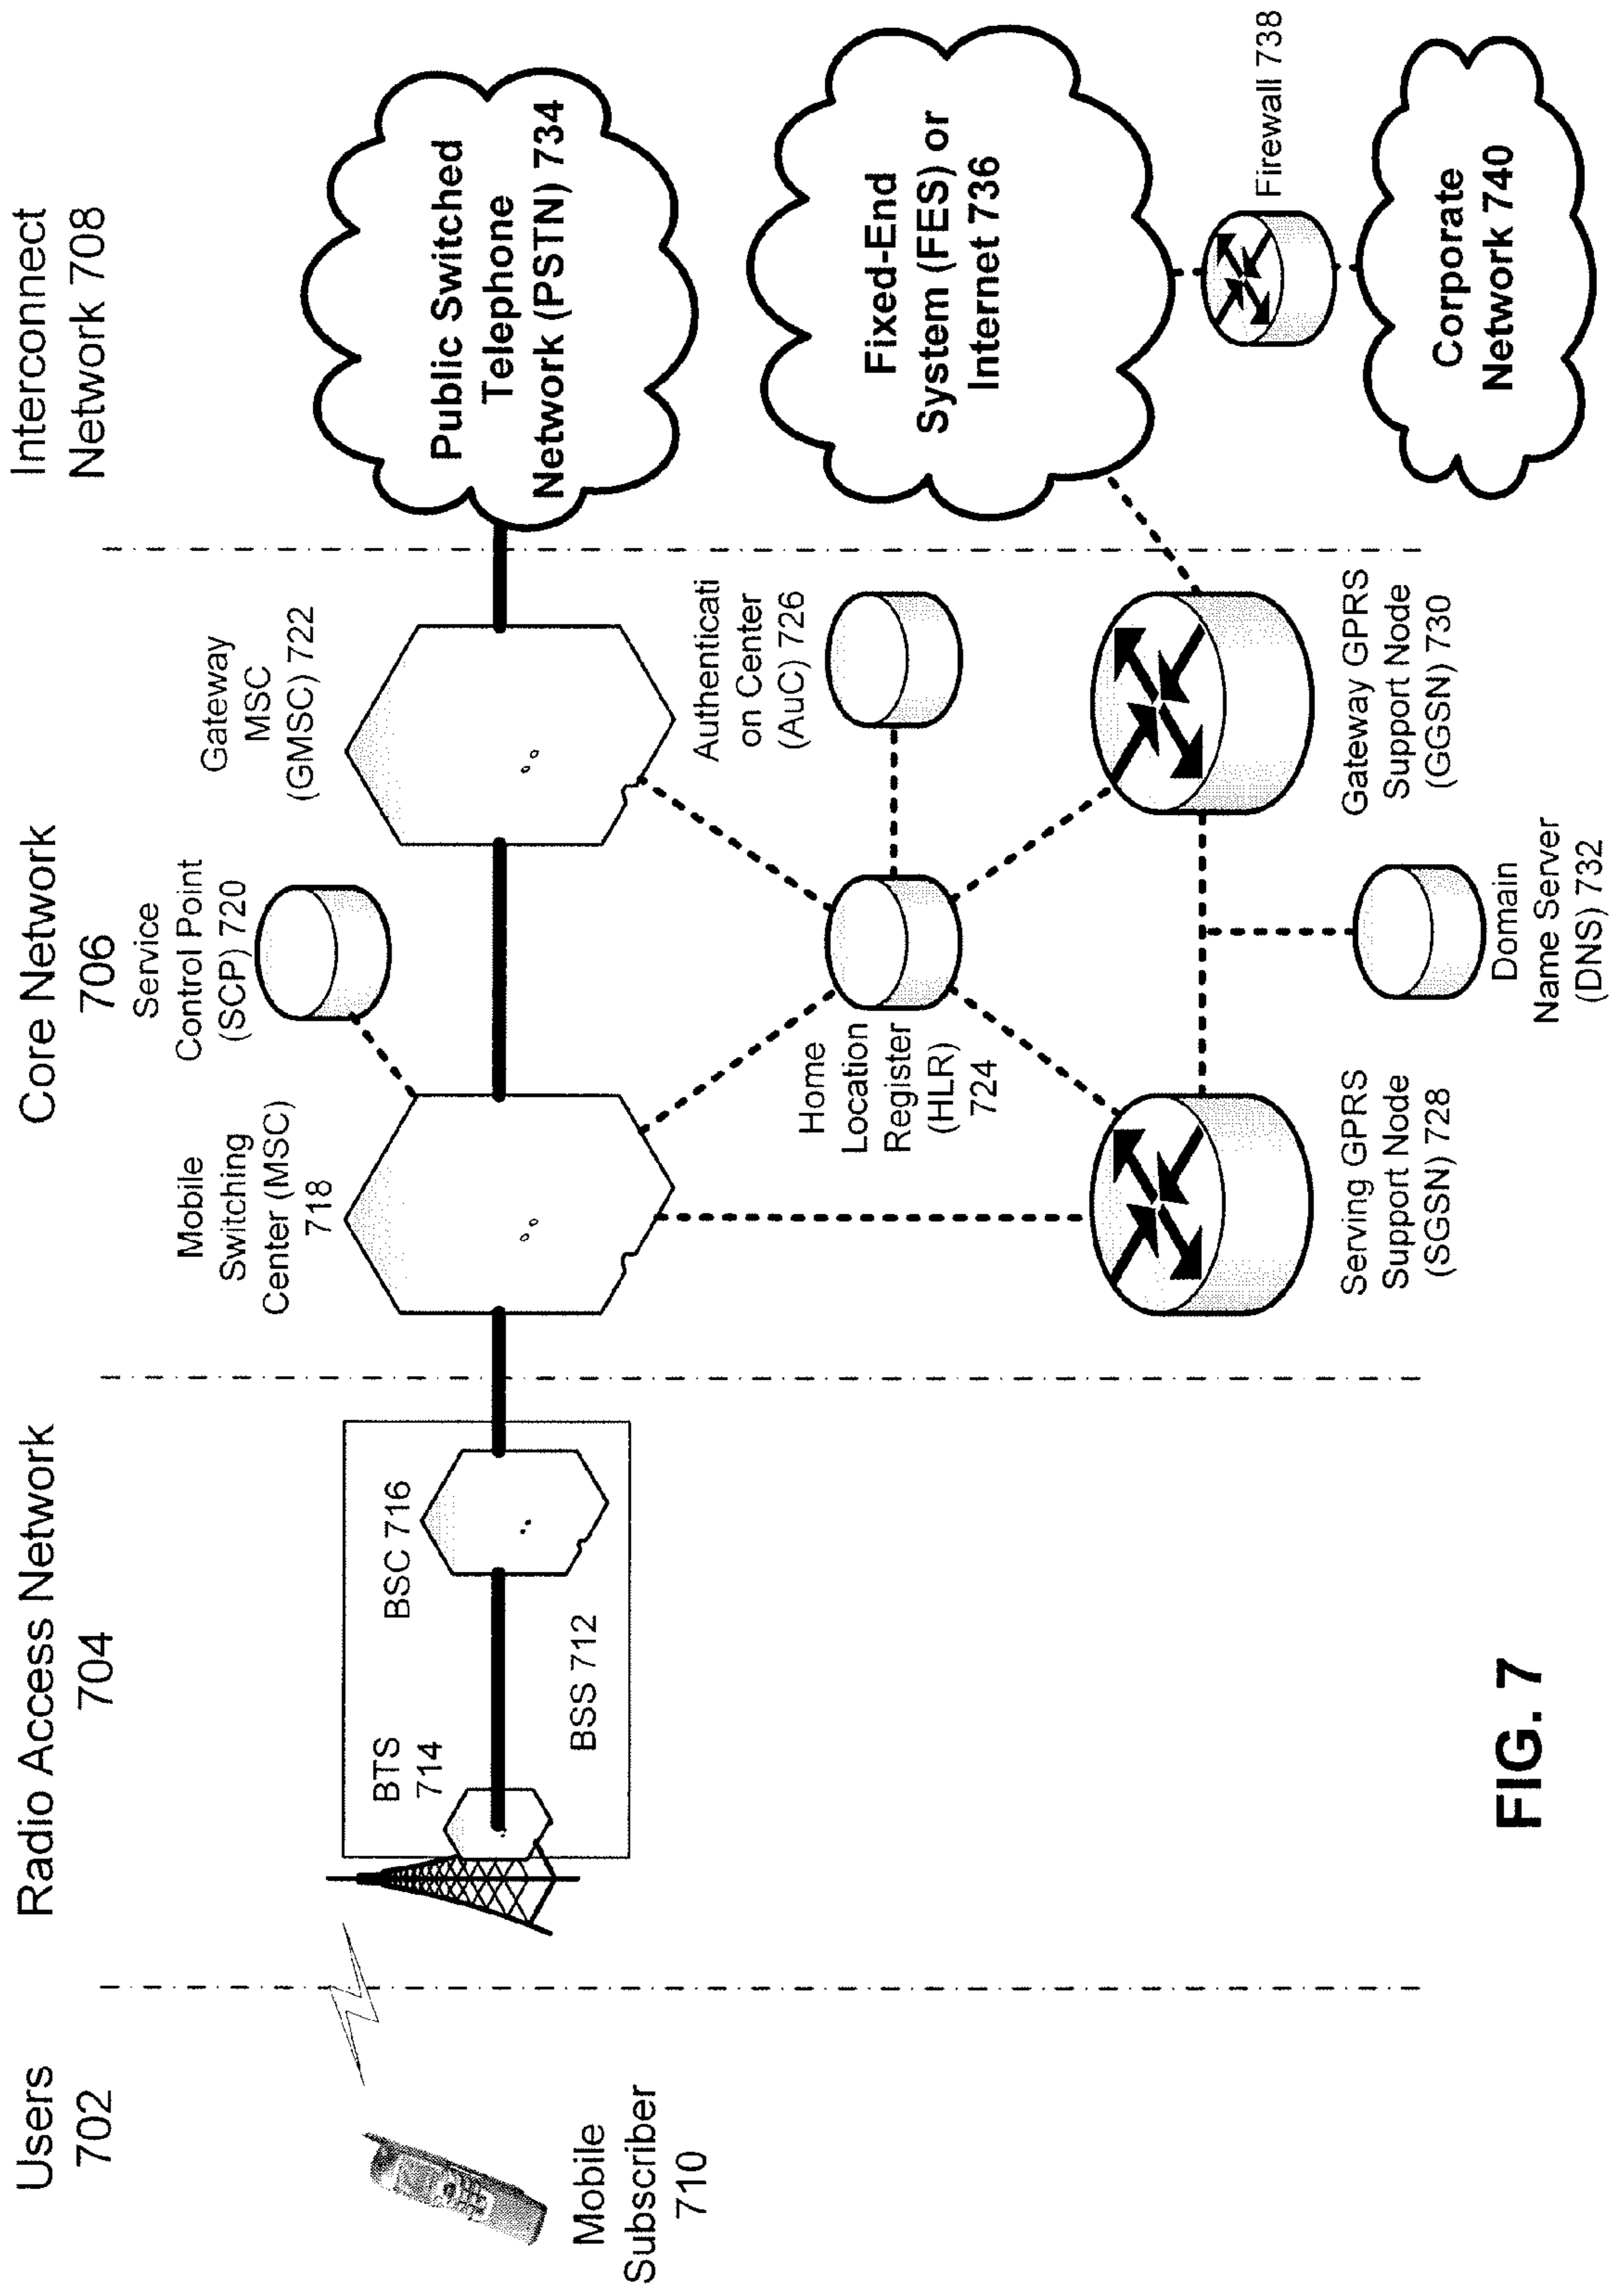 Users
702
Radio Access Network
704
Core Network
706
Interconnect
Network 708
Mobile
Subscriber
710
BTS
714
BSC 716
BSS 712
Mobile
Switching
Center (MSC)
718
Service
Control Point
(SCP) 720
Gateway
MSC
(GMSC) 722
Public Switched
Telephone
Network (PSTN) 734
Home
Location
Register
(HLR)
724
Authenticati
on Center
(AuC) 726
Fixed-End
System (FES) or
Internet 736
Serving GPRS
Support Node
(SGSN) 728
Gateway GPRS
Support Node
(GGSN) 730
Domain
Name Server
(DNS) 732
Firewall 738
Corporate
Network 740
FIG. 7